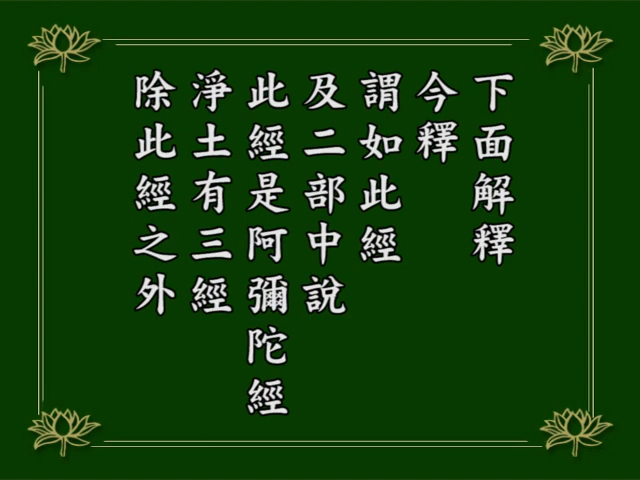 下面解釋
今釋
謂如此經
及二部中說
此經是阿彌陀經
淨土有三經
除此經之外